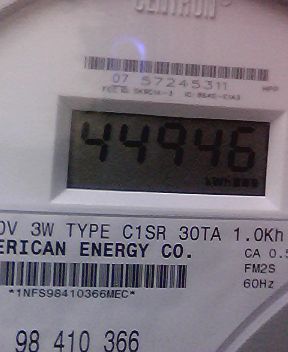 CENTRON®
07 57245311
44946
kWh
0V 3W TYPE C1SR 30TA 1.0Kh
ERICAN ENERGY CO.
CA 0.5
FM2S
60Hz
*1NFS98410366MEC*
98 410 366